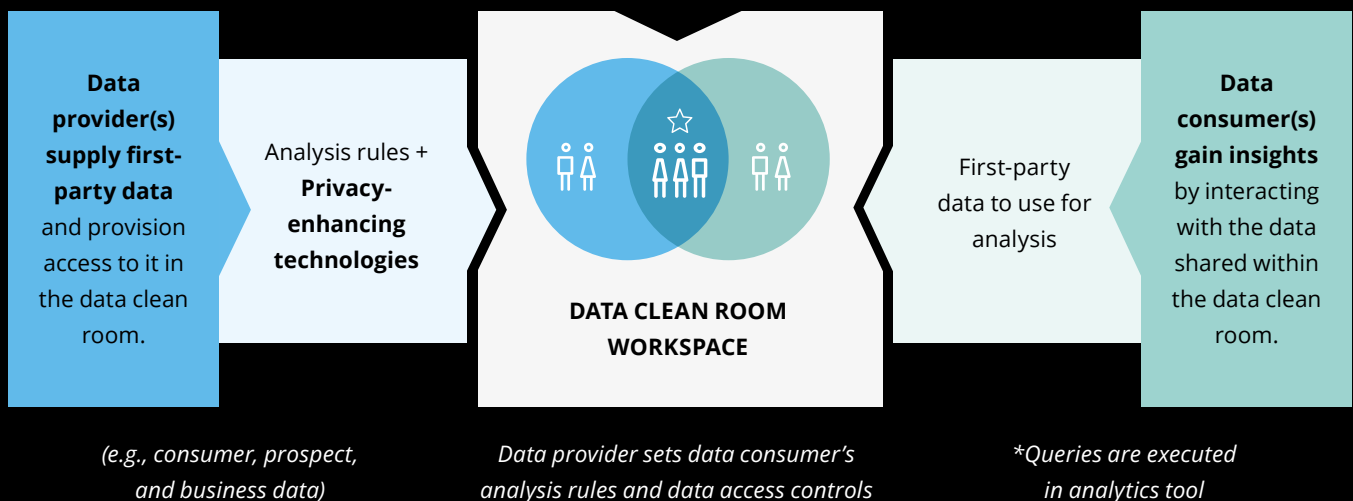 Data
provider(s)
supply first-
party data
and provision
access to it in
the data clean
room.
Analysis rules +
Privacy-
enhancing
technologies
DATA CLEAN ROOM
WORKSPACE
First-party
data to use for
analysis
Data
consumer(s)
gain insights
by interacting
with the data
shared within
the data clean
room.
(e.g., consumer, prospect,
and business data)
Data provider sets data consumer’s
analysis rules and data access controls
*Queries are executed
in analytics tool